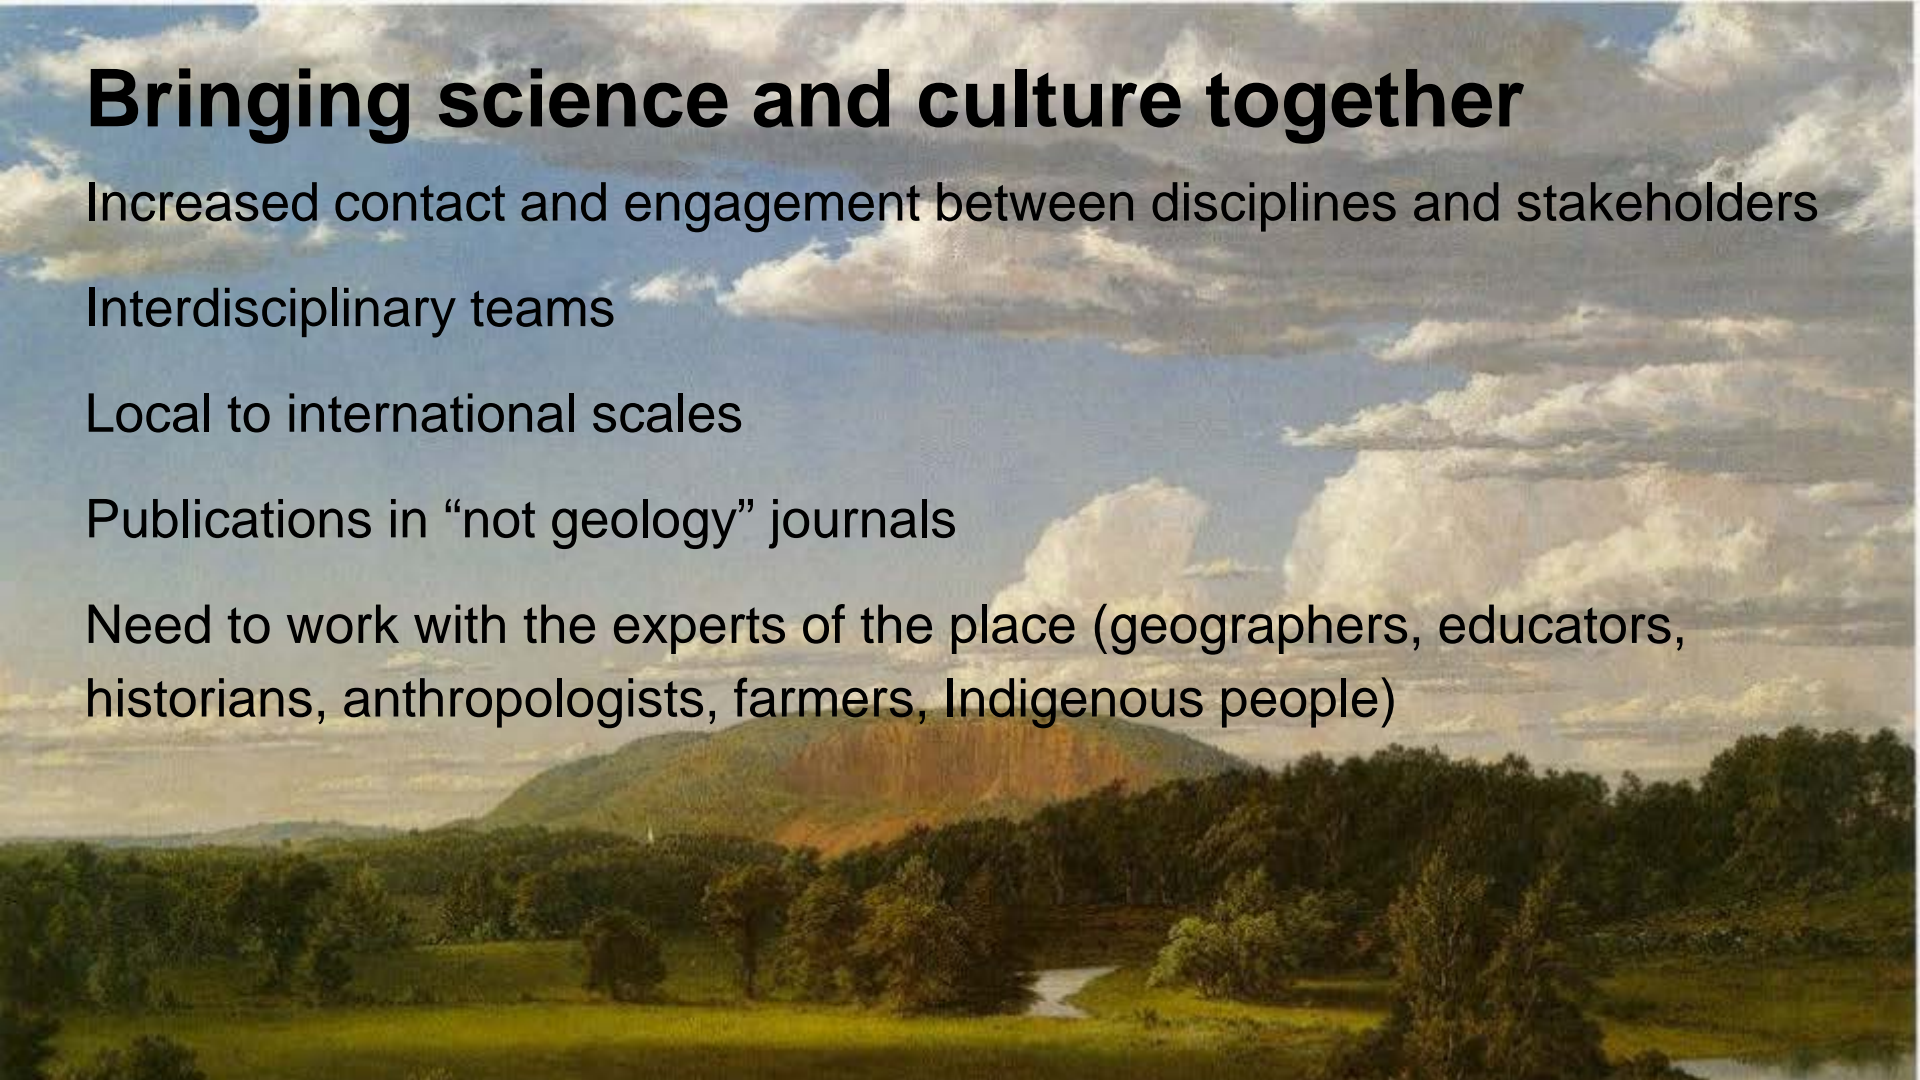 Bringing science and culture together
Increased contact and engagement between disciplines and stakeholders
Interdisciplinary teams
Local to international scales
Publications in “not geology” journals
Need to work with the experts of the place (geographers, educators,
historians, anthropologists, farmers, Indigenous people)